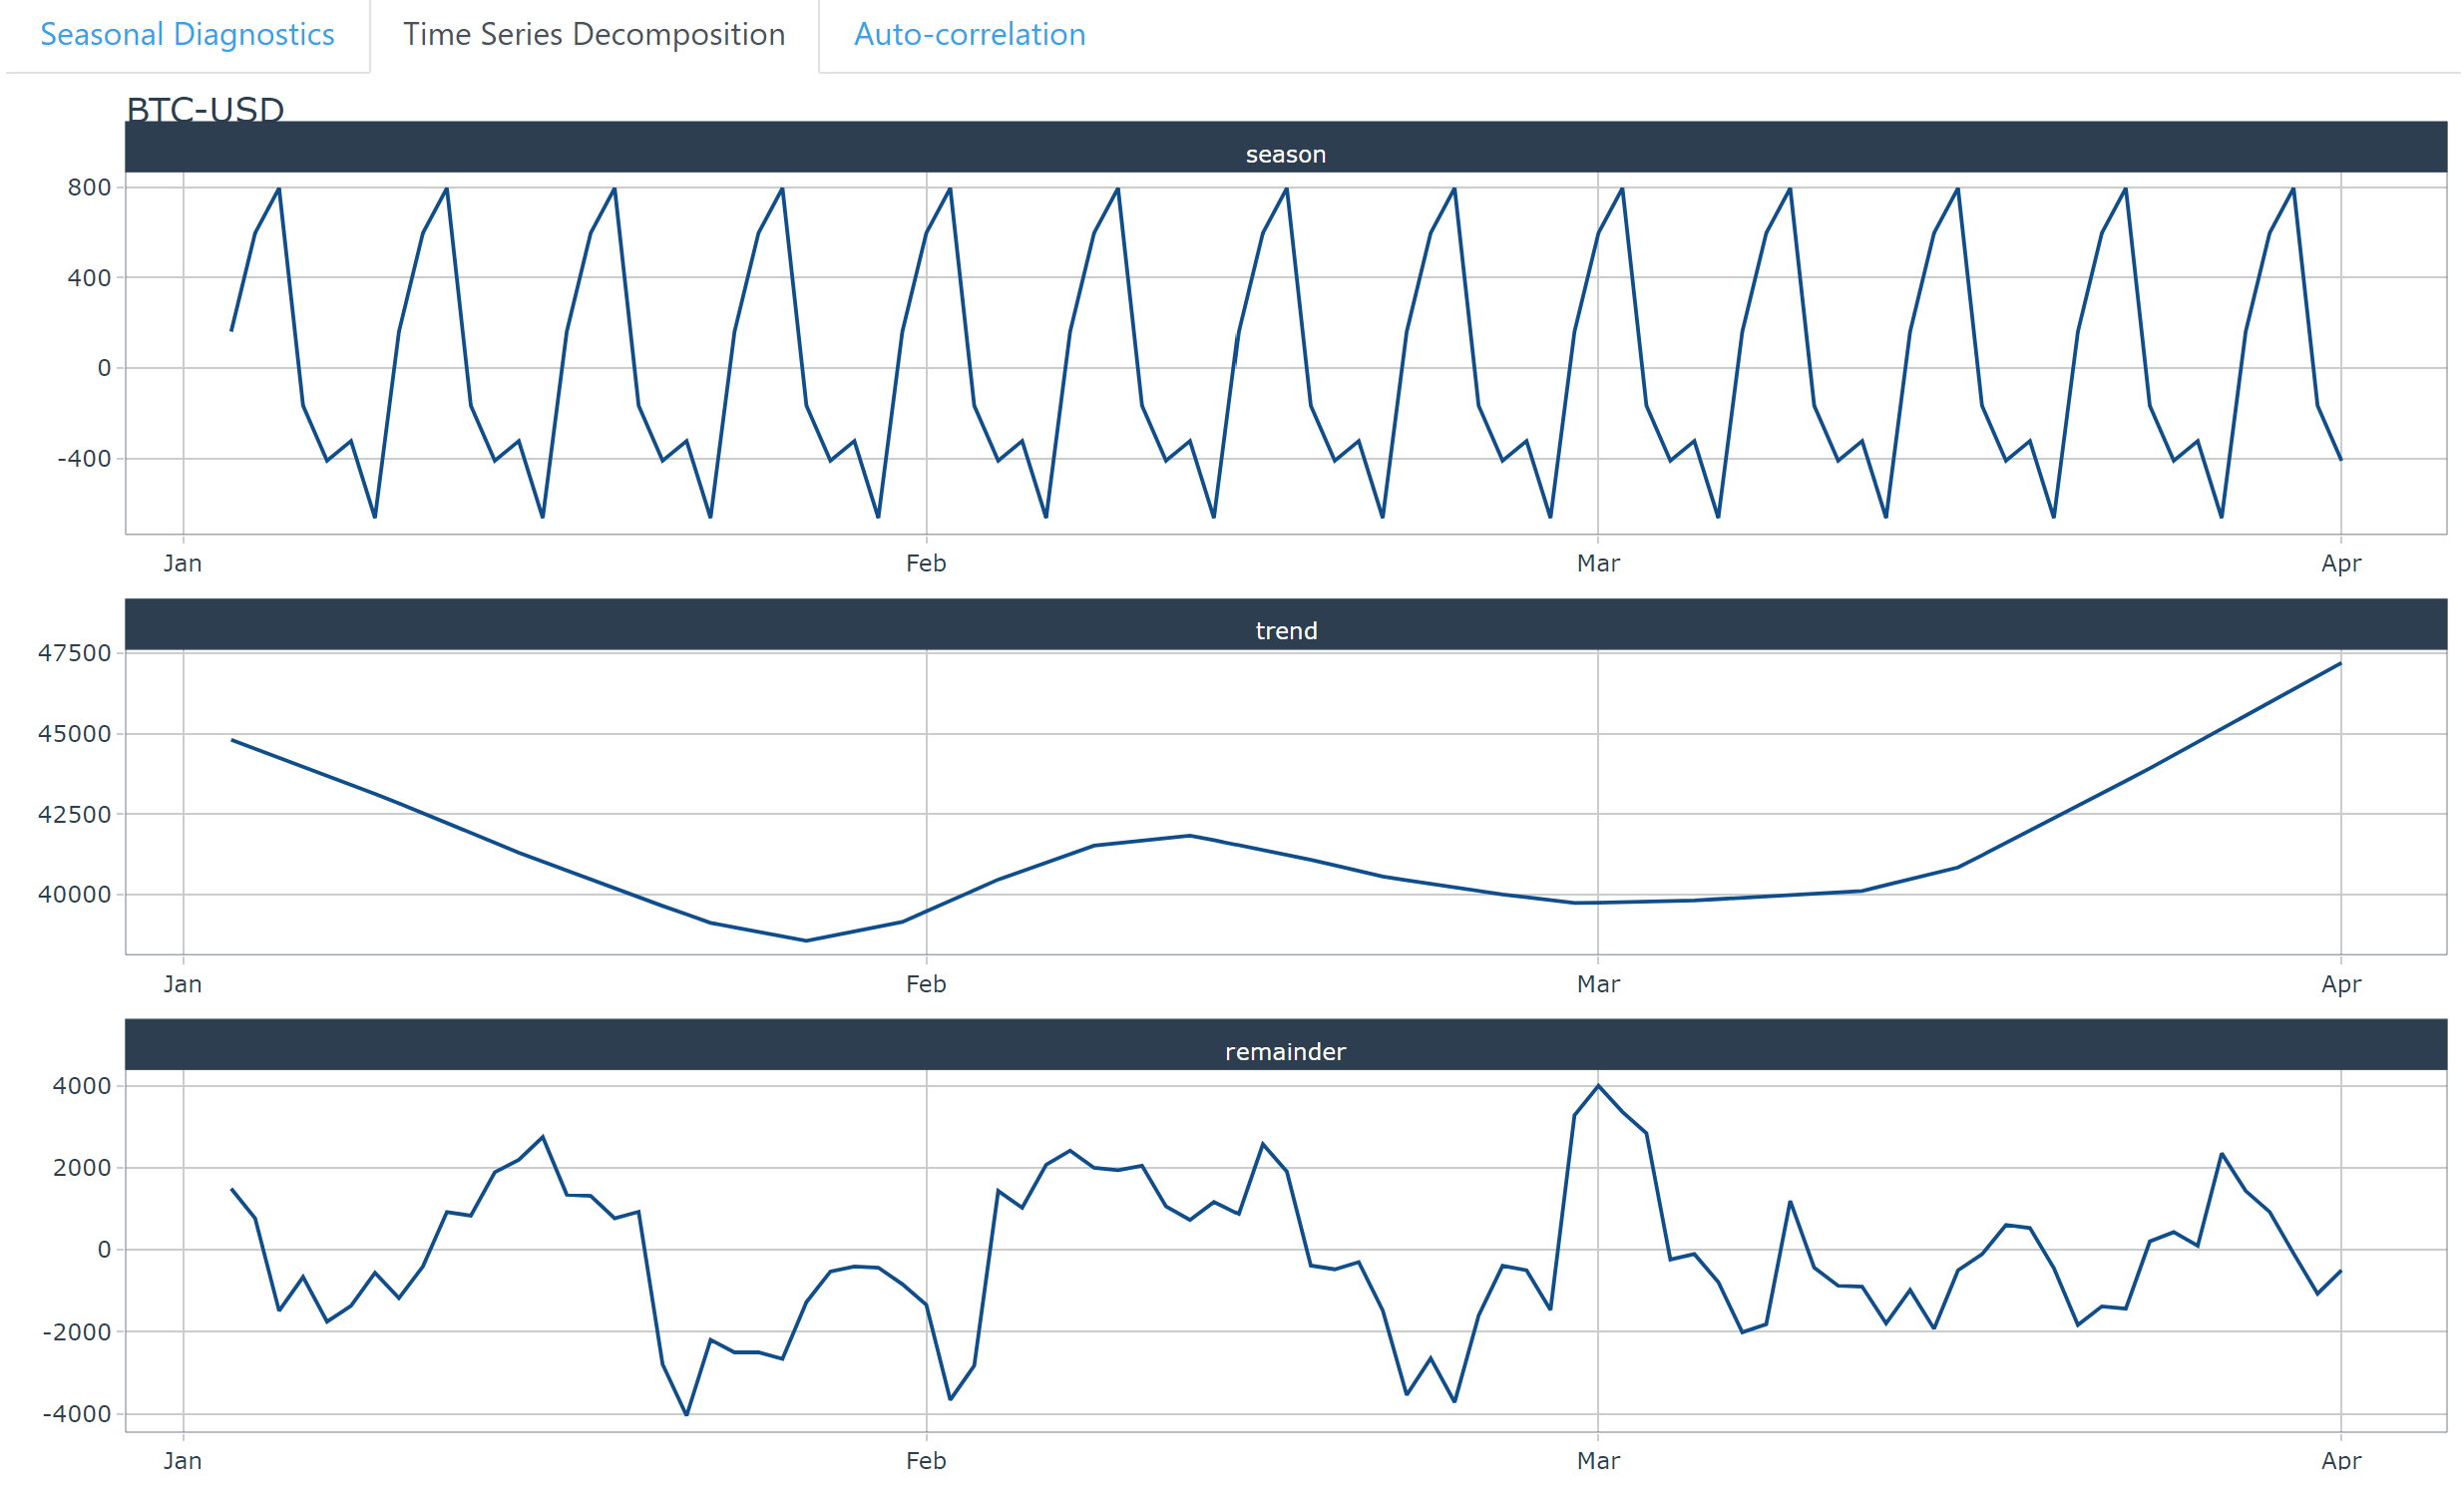 Seasonal Diagnostics Time Series Decomposition Auto-correlation
BTC-USD
season
800
400
0
-400
Jan Feb Mar Apr
trend
47500
45000
42500
40000
Jan Feb Mar Apr
remainder
4000
2000
0
-2000
-4000
Jan Feb Mar Apr